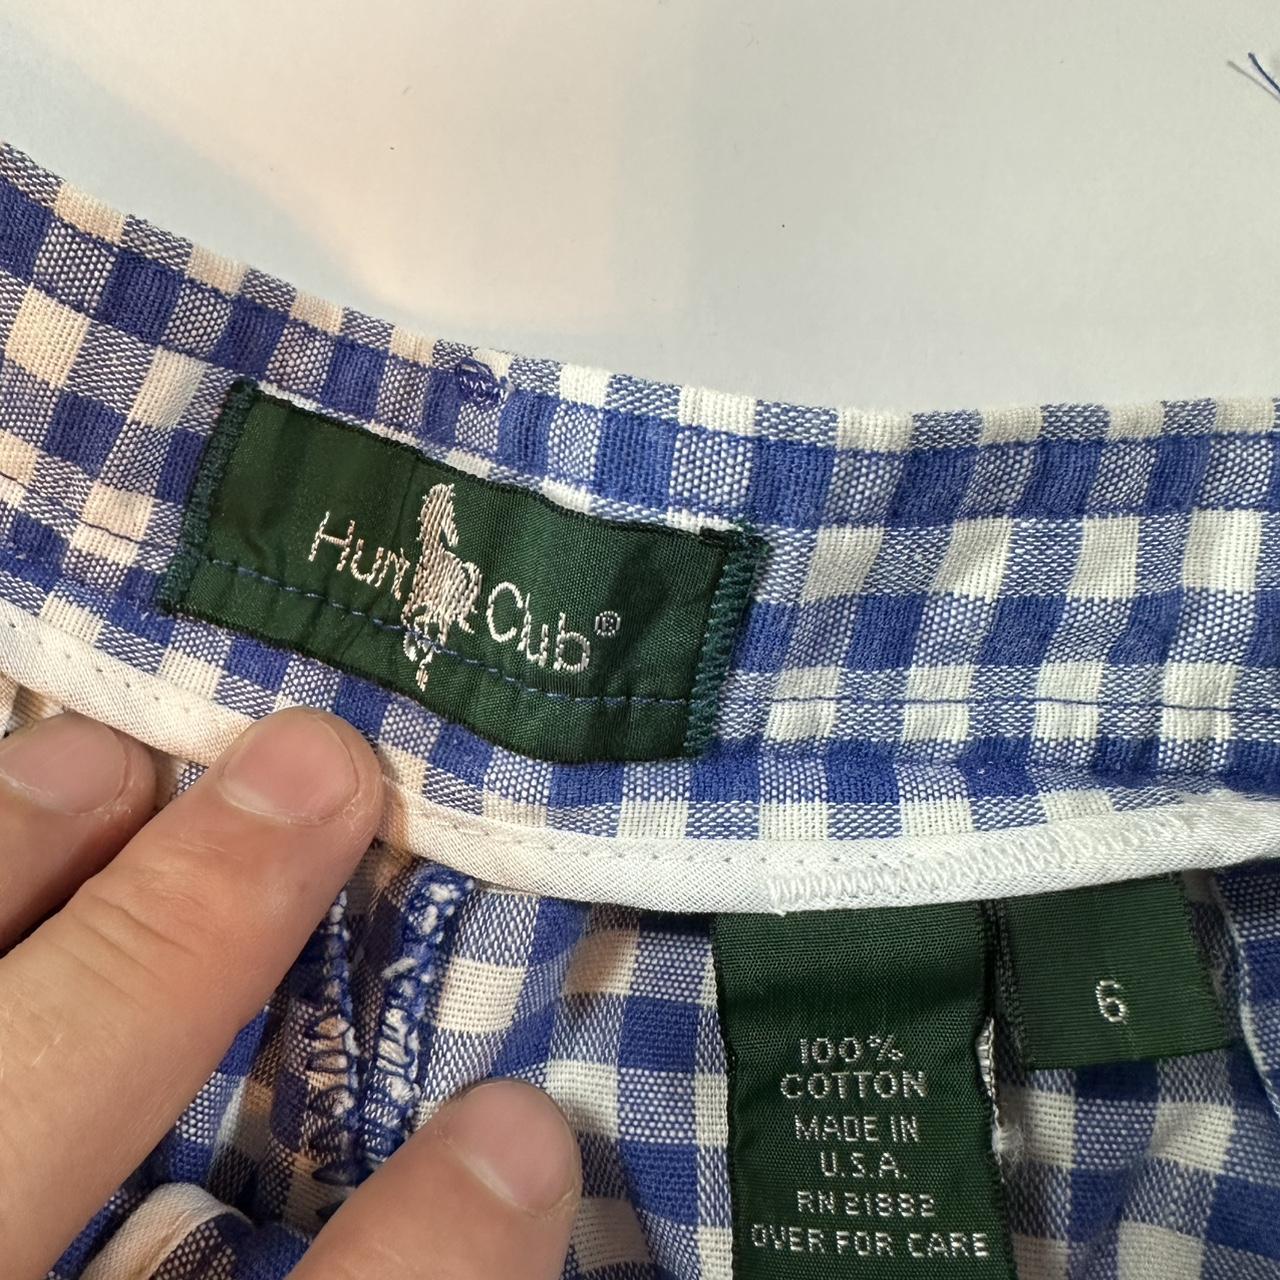 Hunt Club®
6
100%
COTTON
MADE IN
U.S.A.
RN 21882
OVER FOR CARE